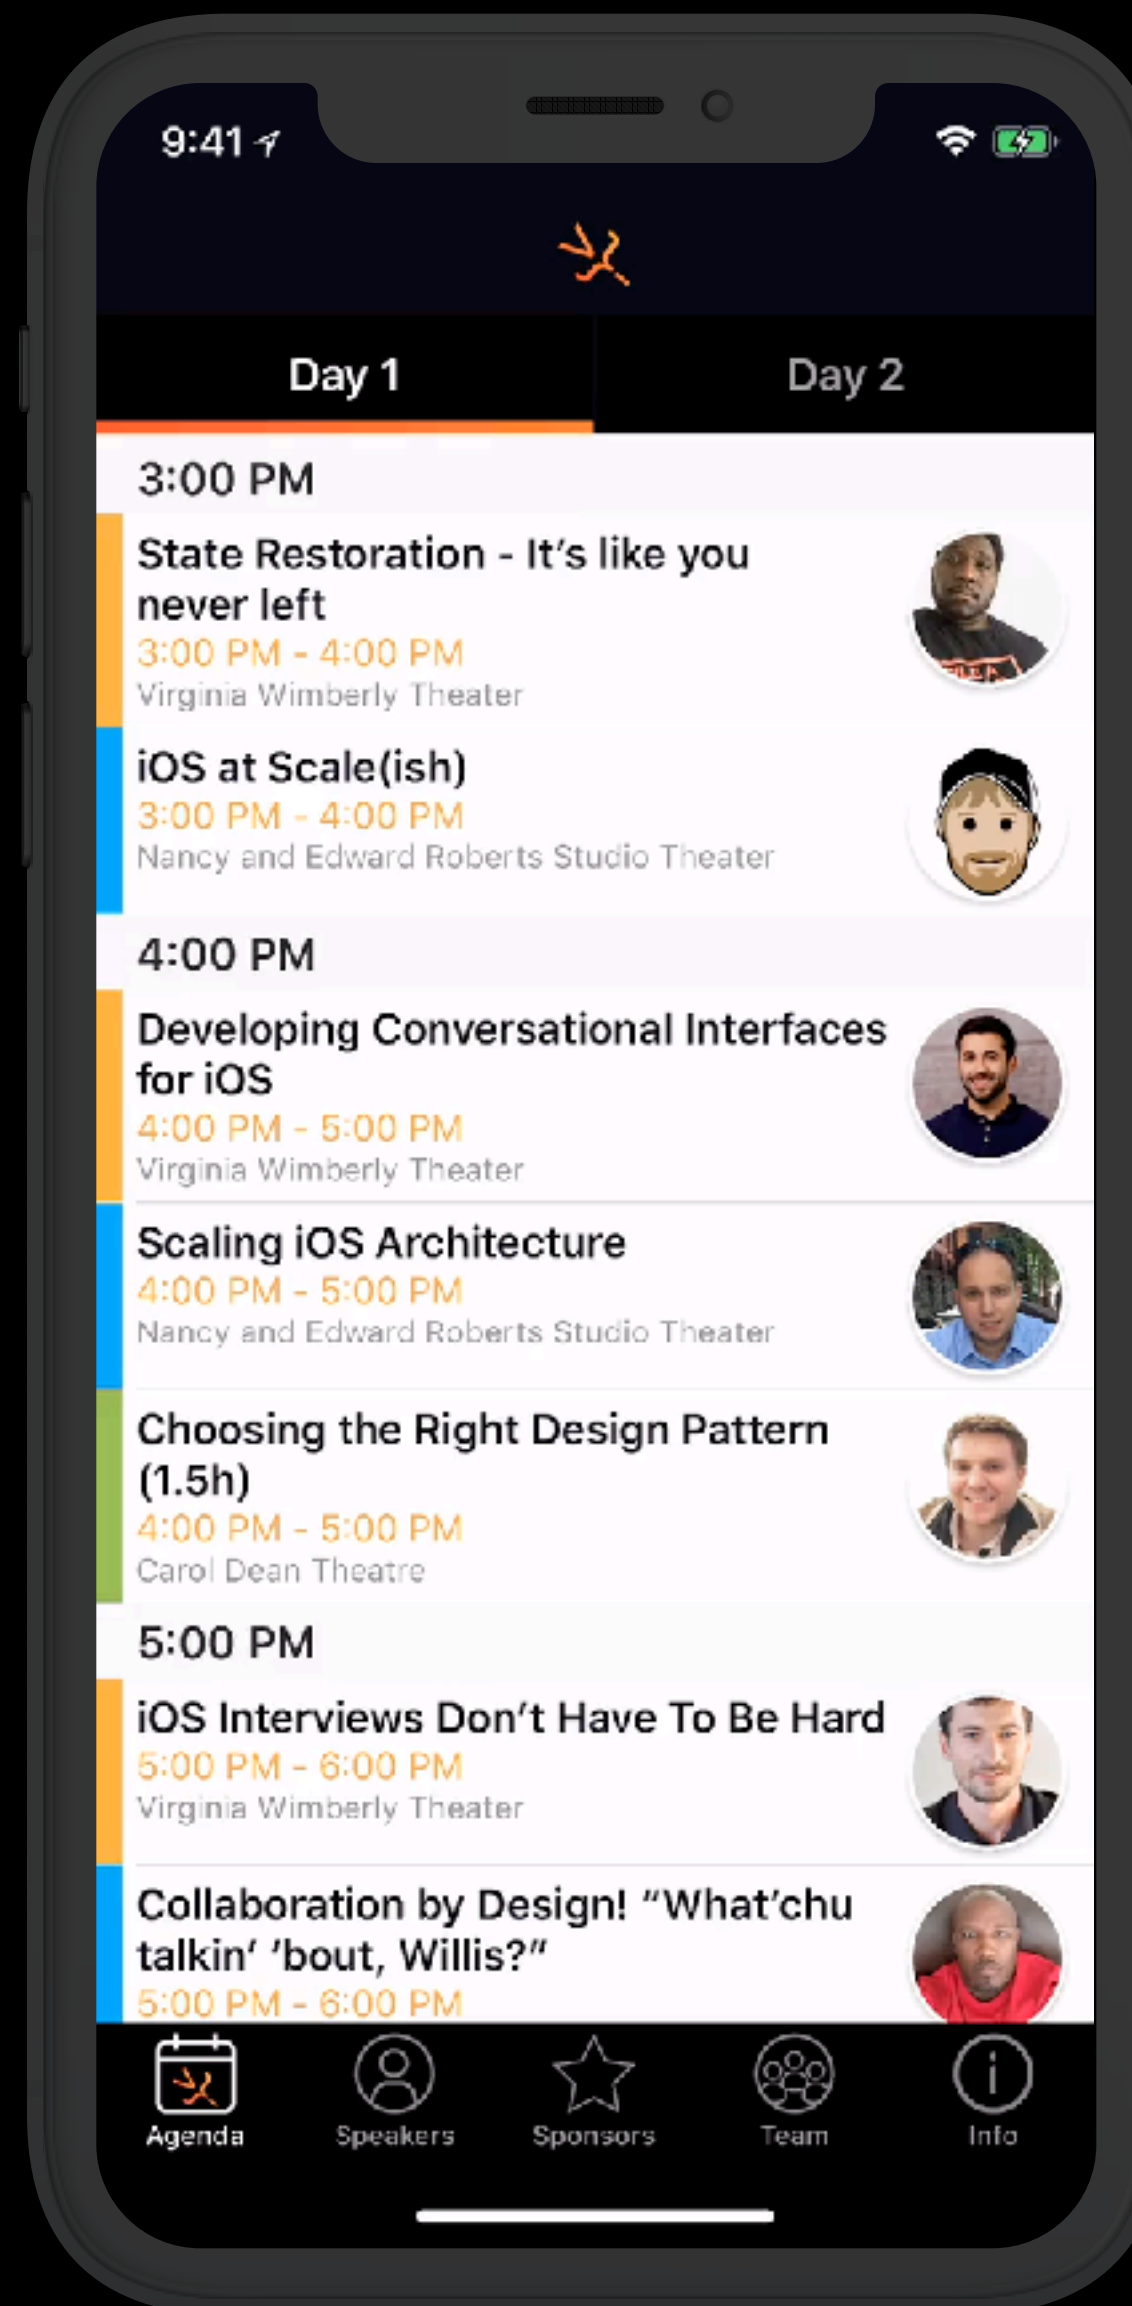 9:41
Day 1
Day 2
3:00 PM
State Restoration - It’s like you
never left
3:00 PM - 4:00 PM
Virginia Wimberly Theater
iOS at Scale(ish)
3:00 PM - 4:00 PM
Nancy and Edward Roberts Studio Theater
4:00 PM
Developing Conversational Interfaces
for iOS
4:00 PM - 5:00 PM
Virginia Wimberly Theater
Scaling iOS Architecture
4:00 PM - 5:00 PM
Nancy and Edward Roberts Studio Theater
Choosing the Right Design Pattern
(1.5h)
4:00 PM - 5:00 PM
Carol Dean Theatre
5:00 PM
iOS Interviews Don’t Have To Be Hard
5:00 PM - 6:00 PM
Virginia Wimberly Theater
Collaboration by Design! “What’chu
talkin’ ’bout, Willis?”
5:00 PM - 6:00 PM
Agenda
Speakers
Sponsors
Team
Info